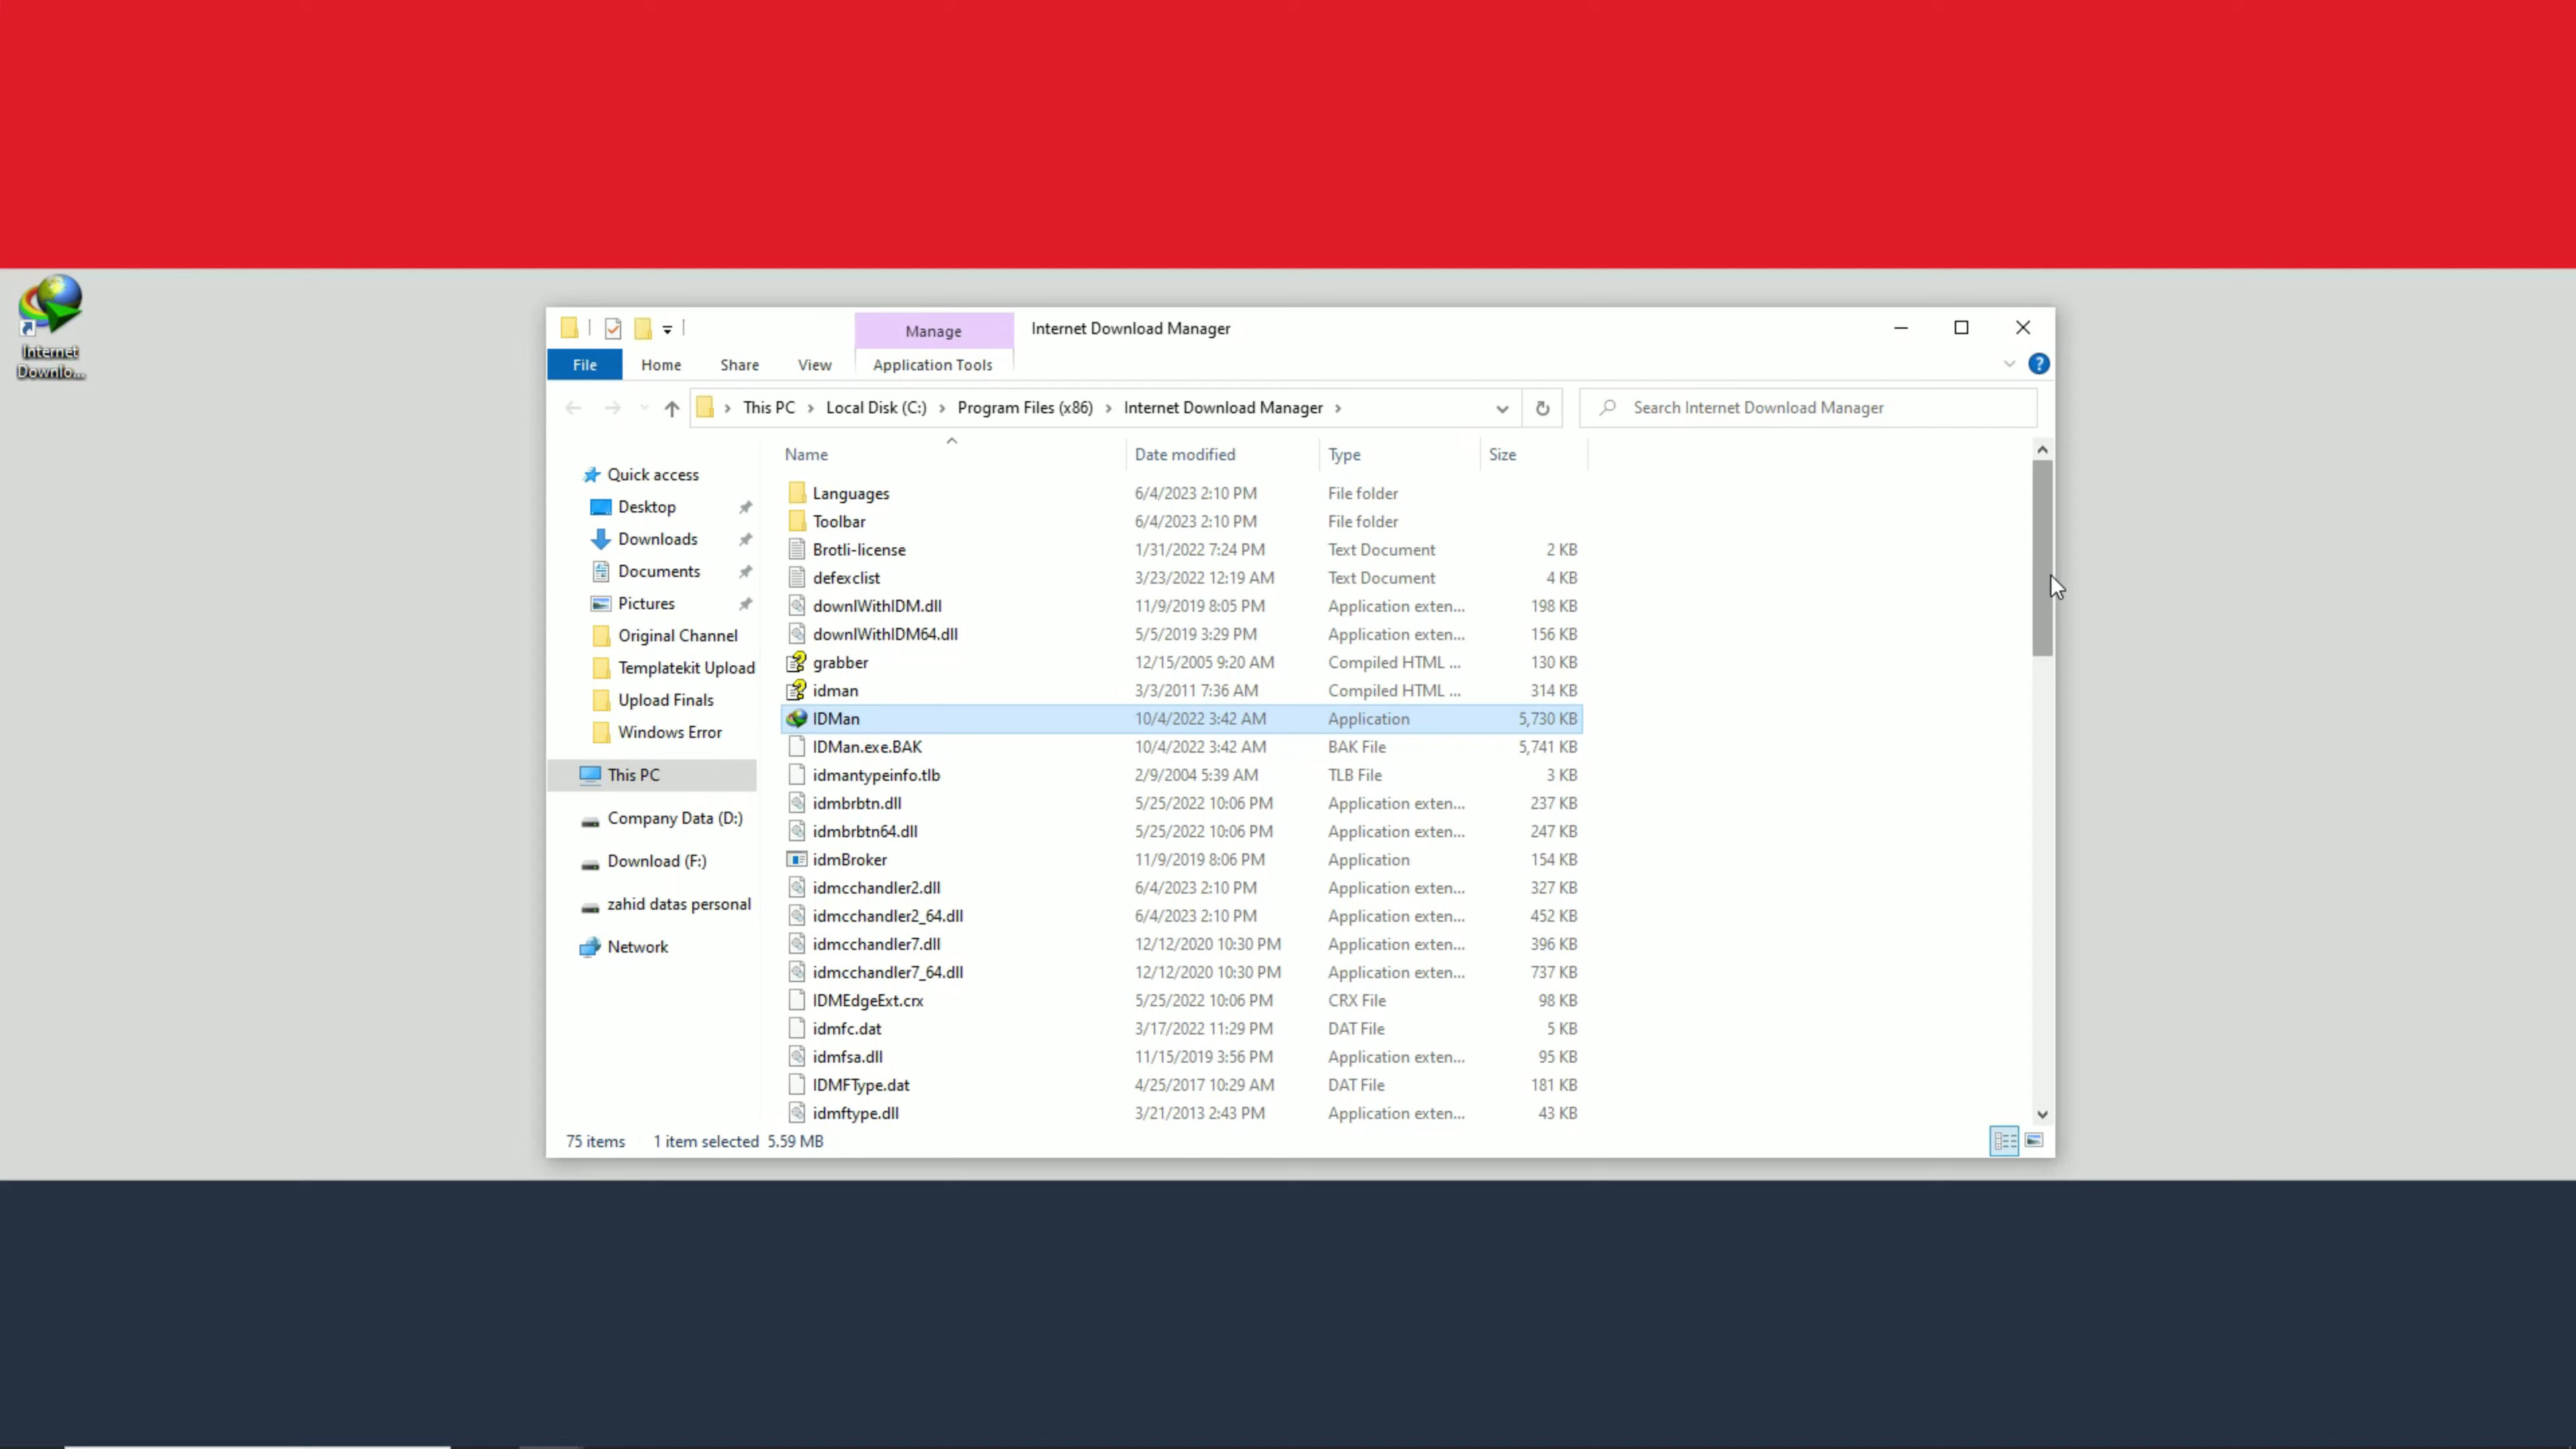 Internet
Downlo...
Manage
Internet Download Manager
File
Home
Share
View
Application Tools
This PC
Local Disk (C:)
Program Files (x86)
Internet Download Manager
Search Internet Download Manager
Name
Date modified
Type
Size
Quick access
Desktop
Downloads
Documents
Pictures
Original Channel
Templatekit Upload
Upload Finals
Windows Error
This PC
Company Data (D:)
Download (F:)
zahid datas personal
Network
Languages 6/4/2023 2:10 PM File folder
Toolbar 6/4/2023 2:10 PM File folder
Brotli-license 1/31/2022 7:24 PM Text Document 2 KB
defexclist 3/23/2022 12:19 AM Text Document 4 KB
downlWithIDM.dll 11/9/2019 8:05 PM Application exten... 198 KB
downlWithIDM64.dll 5/5/2019 3:29 PM Application exten... 156 KB
grabber 12/15/2005 9:20 AM Compiled HTML ... 130 KB
idman 3/3/2011 7:36 AM Compiled HTML ... 314 KB
IDMan 10/4/2022 3:42 AM Application 5,730 KB
IDMan.exe.BAK 10/4/2022 3:42 AM BAK File 5,741 KB
idmantypeinfo.tlb 2/9/2004 5:39 AM TLB File 3 KB
idmbrbtn.dll 5/25/2022 10:06 PM Application exten... 237 KB
idmbrbtn64.dll 5/25/2022 10:06 PM Application exten... 247 KB
idmBroker 11/9/2019 8:06 PM Application 154 KB
idmcchandler2.dll 6/4/2023 2:10 PM Application exten... 327 KB
idmcchandler2_64.dll 6/4/2023 2:10 PM Application exten... 452 KB
idmcchandler7.dll 12/12/2020 10:30 PM Application exten... 396 KB
idmcchandler7_64.dll 12/12/2020 10:30 PM Application exten... 737 KB
IDMEdgeExt.crx 5/25/2022 10:06 PM CRX File 98 KB
idmfc.dat 3/17/2022 11:29 PM DAT File 5 KB
idmfsa.dll 11/15/2019 3:56 PM Application exten... 95 KB
IDMFType.dat 4/25/2017 10:29 AM DAT File 181 KB
idmftype.dll 3/21/2013 2:43 PM Application exten... 43 KB
75 items 1 item selected 5.59 MB